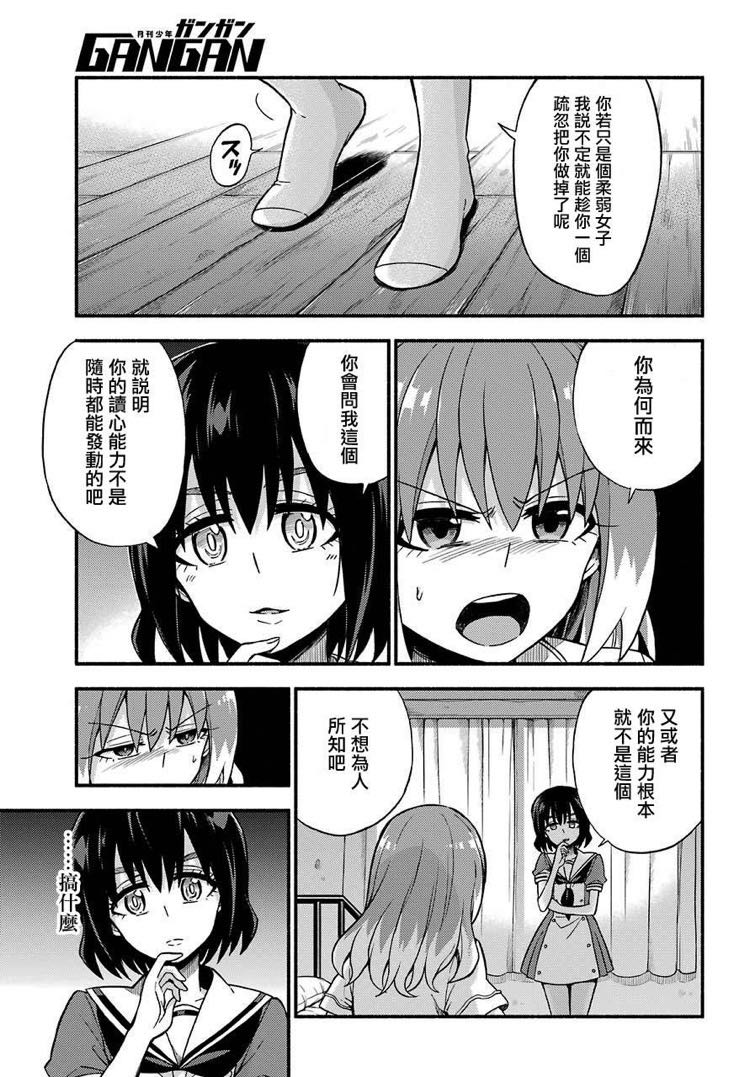 月刊少年
ガンガン
GANGAN
你若只是個柔弱女子
我説不定就能趁你一個
疏忽把你做掉了呢
スッ
你為何而來
你會問我這個
就説明
你的讀心能力不是
隨時都能發動的吧
又或者
你的能力根本
就不是這個
不想為人
所知吧
……搞什麼